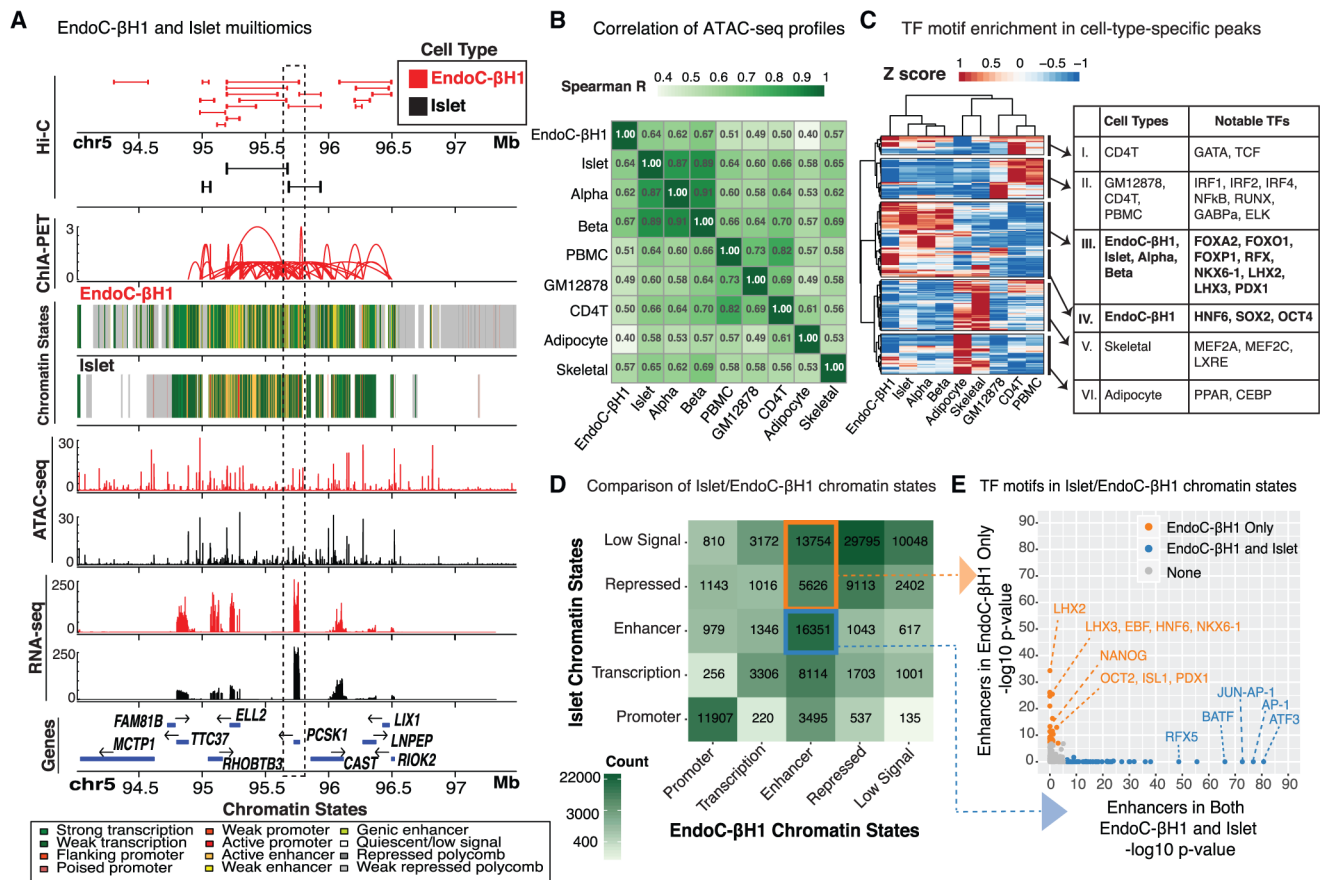 A
EndoC-βH1 and Islet multiomics
Cell Type
EndoC-βH1
Islet
Hi-C
chr5 94.5 95 95.5 96 96.5 97 Mb
ChIA-PET
3
0
EndoC-βH1
Chromatin States
Islet
Chromatin States
ATAC-seq
30
0
30
0
RNA-seq
250
0
250
0
Genes
FAM81B ELL2 LIX1
MCTP1 TTC37 PCSK1 LNPEP
RHOBTB3 CAST RIOK2
chr5 94.5 95 95.5 96 96.5 97 Mb
Chromatin States
Strong transcription Weak promoter Genic enhancer
Weak transcription Active promoter Quiescent/low signal
Flanking promoter Active enhancer Repressed polycomb
Poised promoter Weak enhancer Weak repressed polycomb
B
Correlation of ATAC-seq profiles
Spearman R 0.4 0.5 0.6 0.7 0.8 0.90 1
EndoC-βH1 1.00 0.64 0.62 0.67 0.51 0.49 0.50 0.40 0.57
Islet 0.64 1.00 0.87 0.89 0.64 0.60 0.66 0.58 0.65
Alpha 0.62 0.87 1.00 0.91 0.60 0.58 0.64 0.53 0.62
Beta 0.67 0.89 0.91 1.00 0.66 0.64 0.70 0.57 0.69
PBMC 0.51 0.64 0.60 0.66 1.00 0.73 0.82 0.57 0.58
GM12878 0.49 0.60 0.58 0.64 0.73 1.00 0.69 0.49 0.56
CD4T 0.50 0.66 0.64 0.70 0.82 0.69 1.00 0.61 0.56
Adipocyte 0.40 0.58 0.53 0.57 0.57 0.49 0.61 1.00 0.53
Skeletal 0.57 0.65 0.62 0.69 0.58 0.56 0.56 0.53 1.00
EndoC-βH1 Islet Alpha Beta PBMC GM12878 CD4T Adipocyte Skeletal
C
TF motif enrichment in cell-type-specific peaks
Z score 1 0.5 0 −0.5 −1
EndoC-βH1 Islet Alpha Beta Adipocyte Skeletal GM12878 CD4T PBMC
Cell Types Notable TFs
I. CD4T GATA, TCF
II. GM12878, IRF1, IRF2, IRF4,
CD4T, NFkB, RUNX,
PBMC GABPa, ELK
III. EndoC-βH1, FOXA2, FOXO1,
Islet, Alpha, FOXP1, RFX,
Beta NKX6-1, LHX2,
LHX3, PDX1
IV. EndoC-βH1 HNF6, SOX2, OCT4
V. Skeletal MEF2A, MEF2C,
LXRE
VI. Adipocyte PPAR, CEBP
D
Comparison of Islet/EndoC-βH1 chromatin states
Islet Chromatin States
Low Signal 810 3172 13754 29795 10048
Repressed 1143 1016 5626 9113 2402
Enhancer 979 1346 16351 1043 617
Transcription 256 3306 8114 1703 1001
Promoter 11907 220 3495 537 135
Promoter Transcription Enhancer Repressed Low Signal
EndoC-βH1 Chromatin States
Count
22000
3000
400
E
TF motifs in Islet/EndoC-βH1 chromatin states
Enhancers in EndoC-βH1 Only
-log10 p-value
90
80
70
60
50
40
30
20
10
0
EndoC-βH1 Only
EndoC-βH1 and Islet
None
LHX2
LHX3, EBF, HNF6, NKX6-1
NANOG
OCT2, ISL1, PDX1
JUN-AP-1
AP-1
BATF
ATF3
RFX5
0 10 20 30 40 50 60 70 80 90
Enhancers in Both
EndoC-βH1 and Islet
-log10 p-value